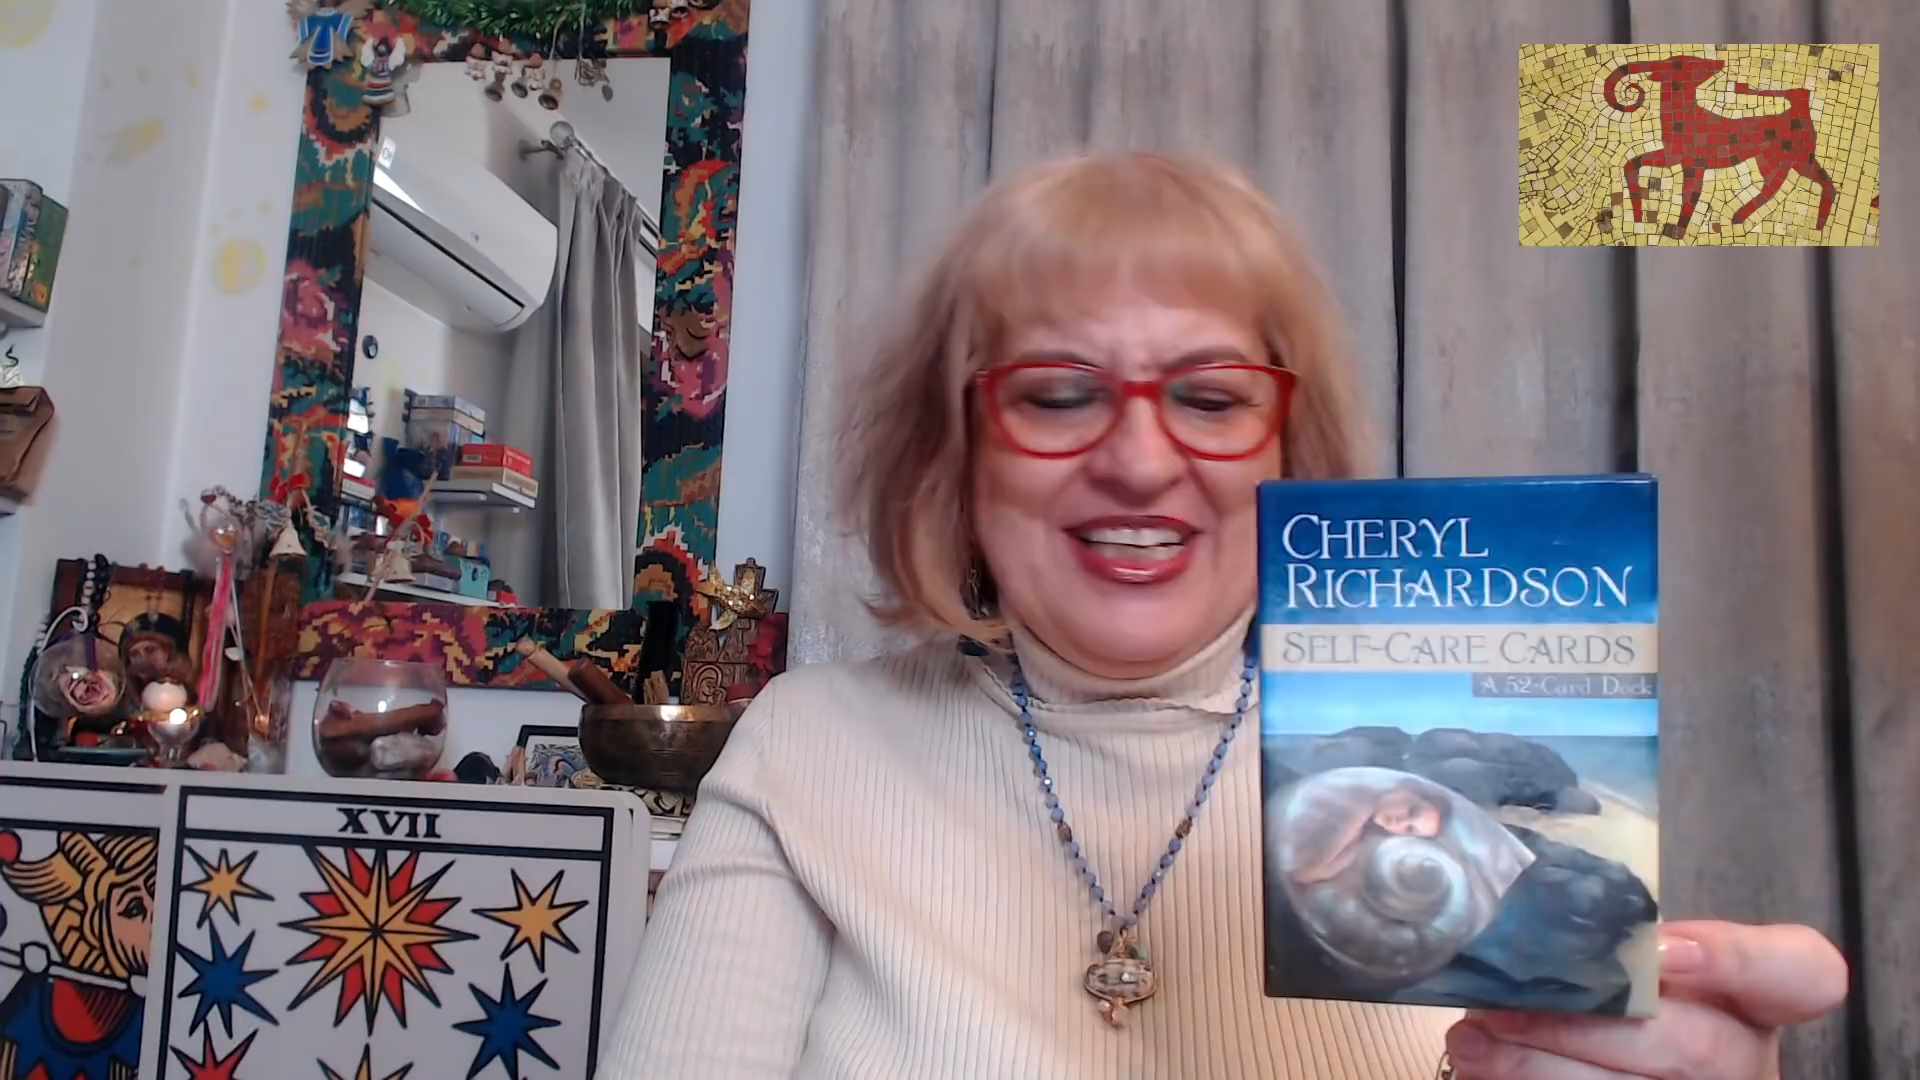 CHERYL
RICHARDSON
SELF-CARE CARDS
A 52-Card Deck
XVII